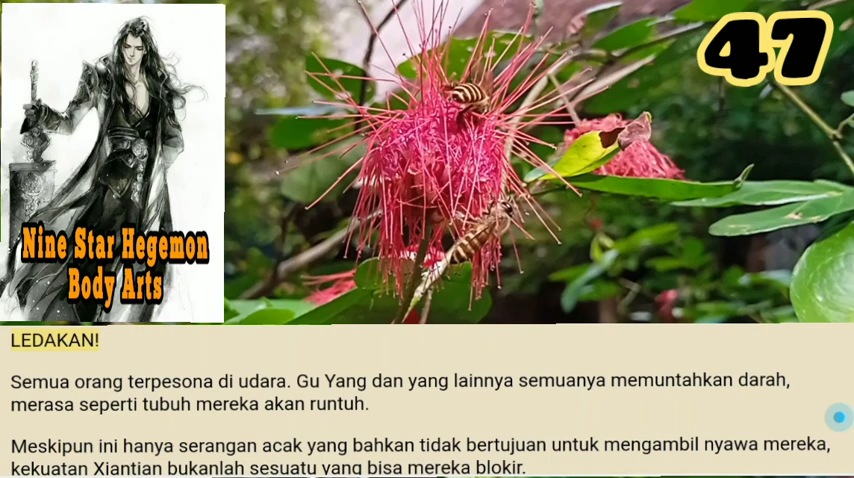 47
Nine Star Hegemon
Body Arts
LEDAKAN!
Semua orang terpesona di udara. Gu Yang dan yang lainnya semuanya memuntahkan darah,
merasa seperti tubuh mereka akan runtuh.
Meskipun ini hanya serangan acak yang bahkan tidak bertujuan untuk mengambil nyawa mereka,
kekuatan Xiantian bukanlah sesuatu yang bisa mereka blokir.